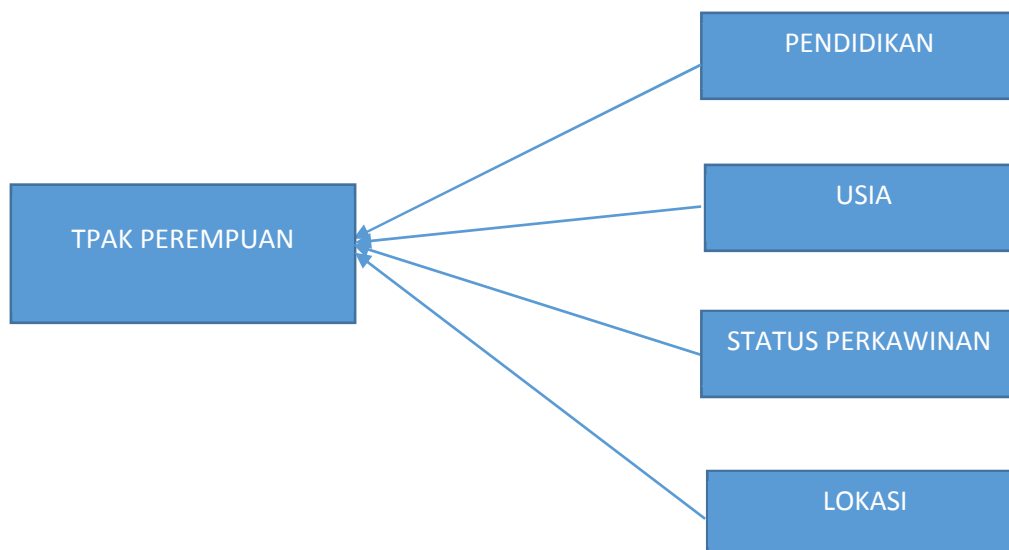 PENDIDIKAN
USIA
TPAK PEREMPUAN
STATUS PERKAWINAN
LOKASI